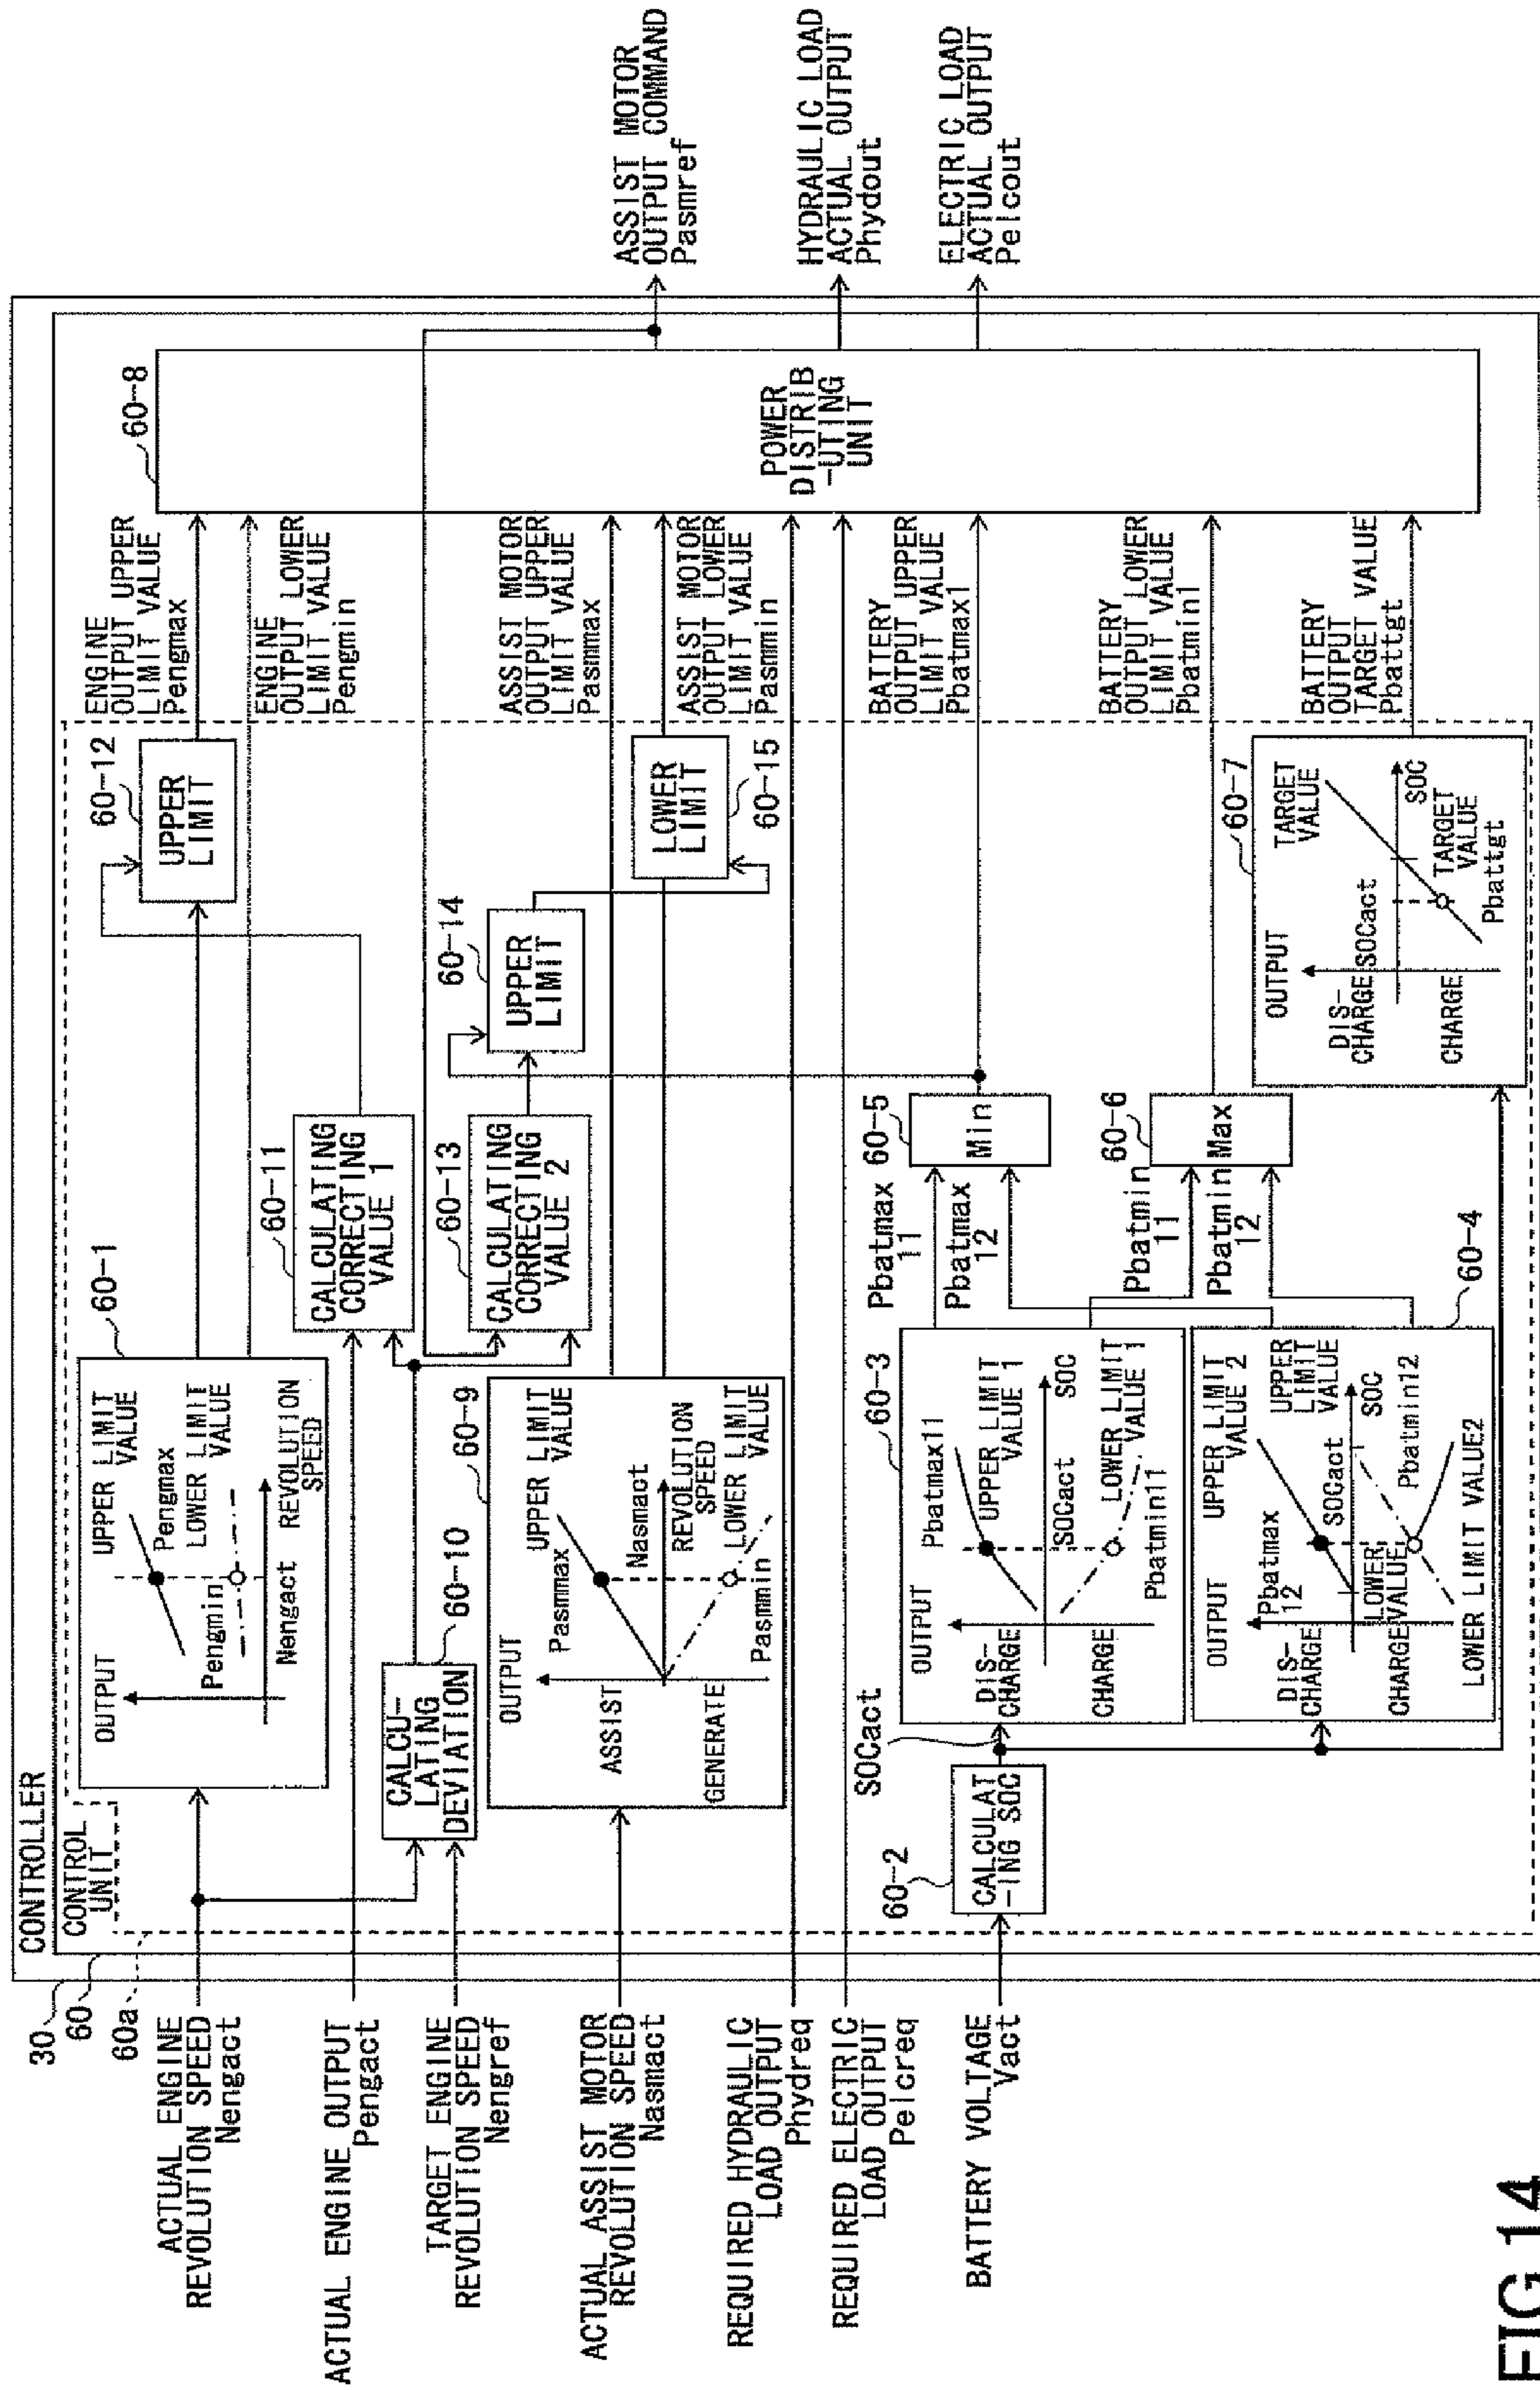 CONTROLLER
30
60
60a
CONTROL
UNIT
ACTUAL ENGINE
REVOLUTION SPEED
Nengact
ACTUAL ENGINE OUTPUT
Pengact
TARGET ENGINE
REVOLUTION SPEED
Nengref
ACTUAL ASSIST MOTOR
REVOLUTION SPEED
Nasmact
REQUIRED HYDRAULIC
LOAD OUTPUT
Phydreq
REQUIRED ELECTRIC
LOAD OUTPUT
Pelcreq
BATTERY VOLTAGE
Vact
60-1
OUTPUT
UPPER LIMIT
VALUE
Pengmax
LOWER LIMIT
VALUE
Pengmin
Nengact
REVOLUTION
SPEED
60-10
CALCU-
LATING
DEVIATION
60-9
OUTPUT
ASSIST
GENERATE
UPPER LIMIT
VALUE
Pasmmax
Nasmact
REVOLUTION
SPEED
LOWER LIMIT
VALUE
Pasmmin
60-2
CALCULAT
-ING SOC
SOCact
60-3
OUTPUT
DIS-
CHARGE
CHARGE
Pbatmax11
UPPER LIMIT
VALUE 1
SOCact
SOC
LOWER LIMIT
VALUE 1
Pbatmin11
60-4
OUTPUT
DIS-
CHARGE
CHARGE
UPPER LIMIT
VALUE 2
Pbatmax
12
SOCact
UPPER
LIMIT
VALUE
SOC
LOWER
VALUE
Pbatmin12
LOWER LIMIT VALUE2
60-11
CALCULATING
CORRECTING
VALUE 1
60-13
CALCULATING
CORRECTING
VALUE 2
Pbatmax
11
Pbatmax
12
60-5
Min
Pbatmin
11
Pbatmin
12
60-6
Max
60-12
UPPER
LIMIT
60-14
UPPER
LIMIT
60-15
LOWER
LIMIT
60-7
OUTPUT
DIS-
CHARGE
CHARGE
SOCact
TARGET
VALUE
SOC
TARGET
VALUE
Pbattgt
ENGINE
OUTPUT UPPER
LIMIT VALUE
Pengmax
ENGINE
OUTPUT LOWER
LIMIT VALUE
Pengmin
ASSIST MOTOR
OUTPUT UPPER
LIMIT VALUE
Pasmmax
ASSIST MOTOR
OUTPUT LOWER
LIMIT VALUE
Pasmmin
BATTERY
OUTPUT UPPER
LIMIT VALUE
Pbatmax1
BATTERY
OUTPUT LOWER
LIMIT VALUE
Pbatmin1
BATTERY
OUTPUT
TARGET VALUE
Pbattgt
60-8
POWER
DISTRIB
-UTING
UNIT
ASSIST MOTOR
OUTPUT COMMAND
Pasmref
HYDRAULIC LOAD
ACTUAL OUTPUT
Phydout
ELECTRIC LOAD
ACTUAL OUTPUT
Pelcout
FIG.14